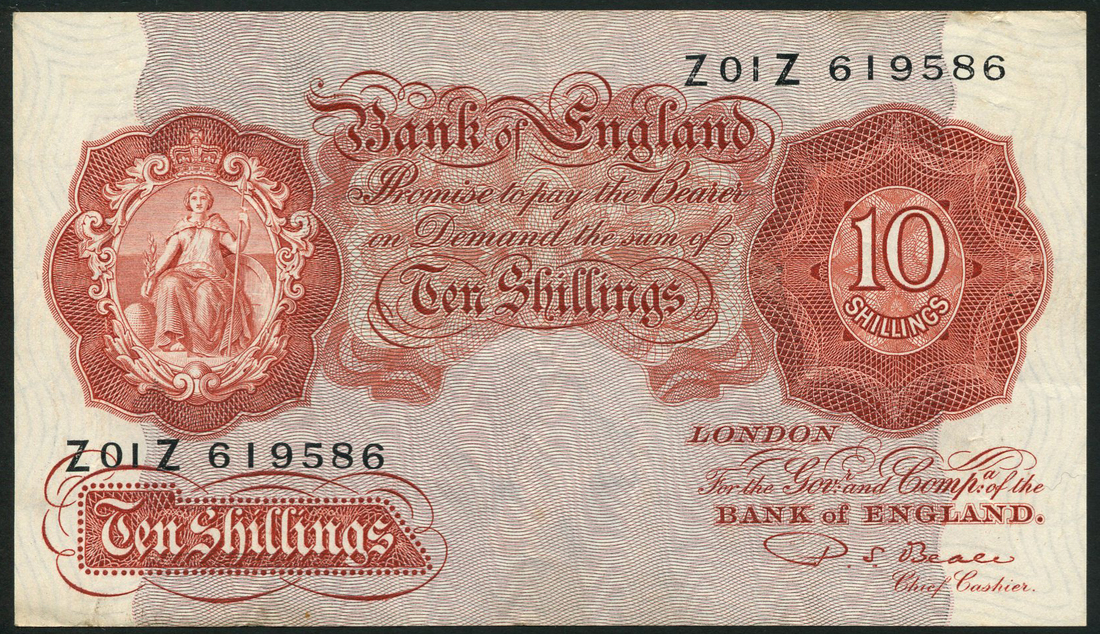 Z01Z 619586
Bank of England
Promise to pay the Bearer
on Demand the sum of
Ten Shillings
10
SHILLINGS
Z01Z 619586
Ten Shillings
LONDON
For the Govr. and Compa. of the
BANK of ENGLAND.
P. S. Beale
Chief Cashier.